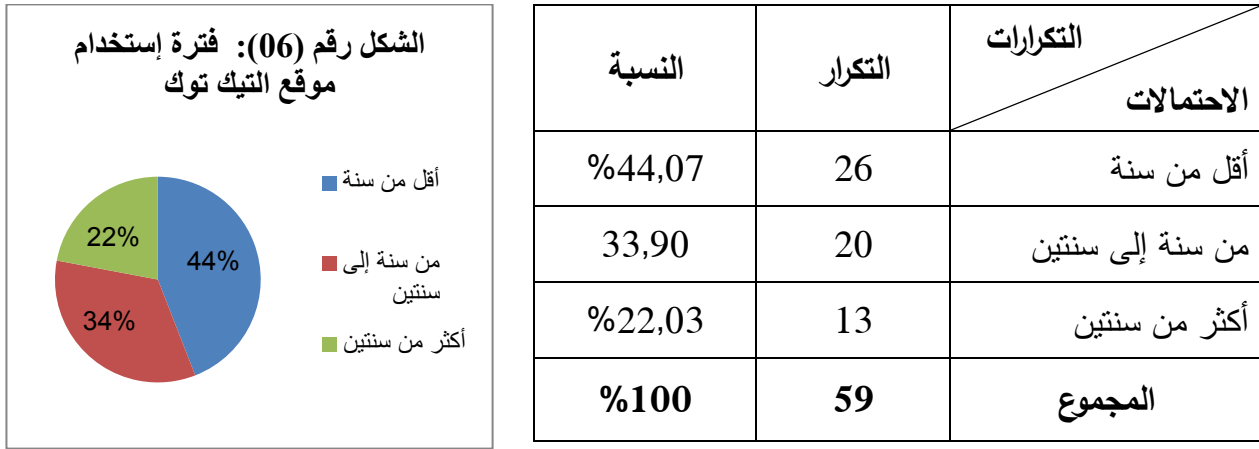 الشكل رقم (06): فترة إستخدام
موقع التيك توك
أقل من سنة
من سنة إلى
سنتين
أكثر من سنتين
44%
34%
22%
التكرارات
الاحتمالات
التكرار
النسبة
أقل من سنة
26
%44,07
من سنة إلى سنتين
20
33,90
أكثر من سنتين
13
%22,03
المجموع
59
%100